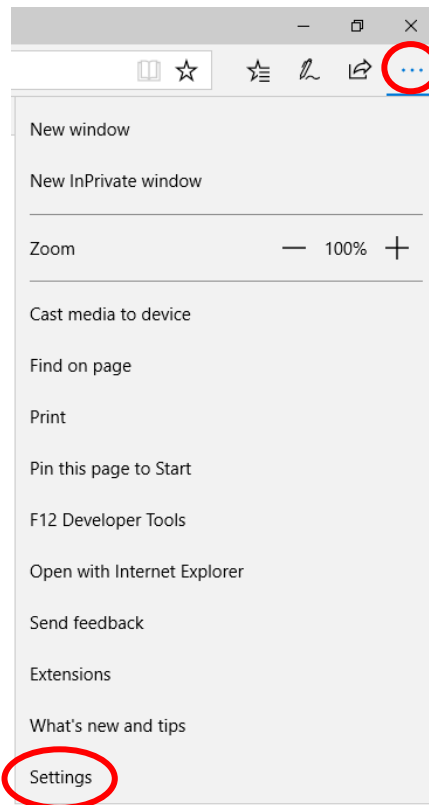 New window
New InPrivate window
Zoom — 100% +
Cast media to device
Find on page
Print
Pin this page to Start
F12 Developer Tools
Open with Internet Explorer
Send feedback
Extensions
What's new and tips
Settings